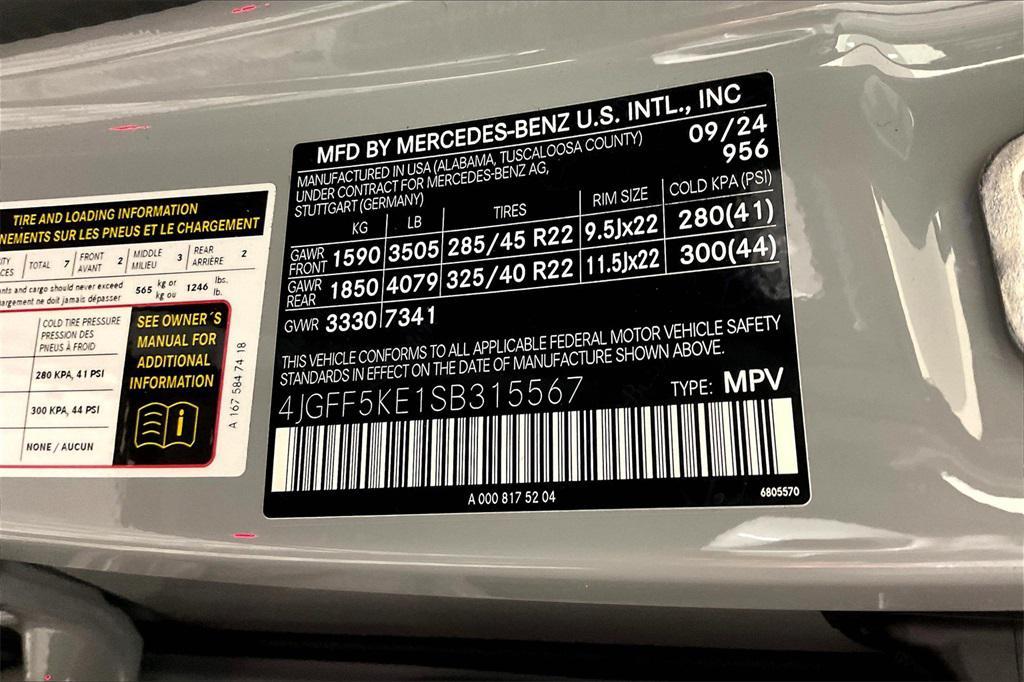 TIRE AND LOADING INFORMATION
NEMENTS SUR LES PNEUS ET LE CHARGEMENT
TOTAL 7 FRONT AVANT 2 MIDDLE MILIEU 3 REAR ARRIÈRE 2
nts and cargo should never exceed
argement ne doit jamais dépasser
565 kg or kg ou 1246 lbs. lb.
COLD TIRE PRESSURE
PRESSION DES
PNEUS À FROID
280 KPA, 41 PSI
300 KPA, 44 PSI
NONE / AUCUN
SEE OWNER´S
MANUAL FOR
ADDITIONAL
INFORMATION
i
A 167 584 74 18
MFD BY MERCEDES-BENZ U.S. INTL., INC
MANUFACTURED IN USA (ALABAMA, TUSCALOOSA COUNTY) 09/24
UNDER CONTRACT FOR MERCEDES-BENZ AG, 956
STUTTGART (GERMANY)
KG LB TIRES RIM SIZE COLD KPA (PSI)
GAWR FRONT 1590 3505 285/45 R22 9.5Jx22 280(41)
GAWR REAR 1850 4079 325/40 R22 11.5Jx22 300(44)
GVWR 3330 7341
THIS VEHICLE CONFORMS TO ALL APPLICABLE FEDERAL MOTOR VEHICLE SAFETY
STANDARDS IN EFFECT ON THE DATE OF MANUFACTURE SHOWN ABOVE.
4JGFF5KE1SB315567 TYPE: MPV
A 000 817 52 04 6805570